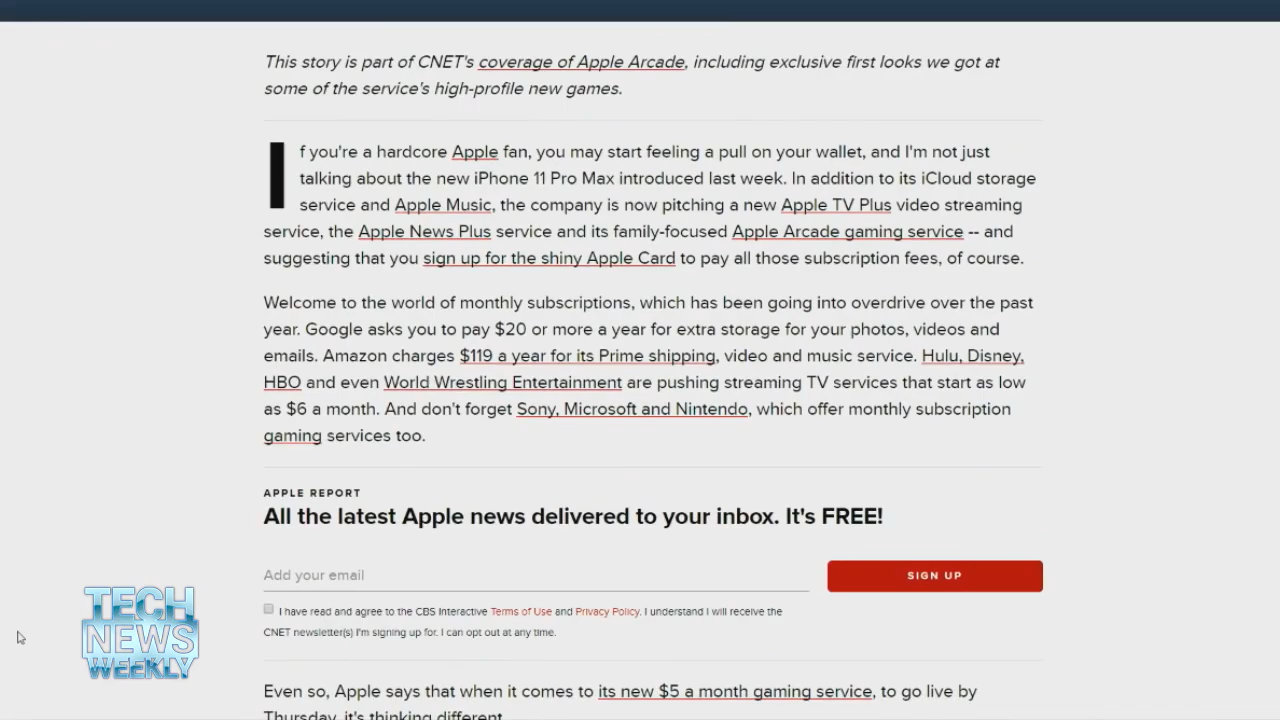 This story is part of CNET's coverage of Apple Arcade, including exclusive first looks we got at
some of the service's high-profile new games.
If you're a hardcore Apple fan, you may start feeling a pull on your wallet, and I'm not just
talking about the new iPhone 11 Pro Max introduced last week. In addition to its iCloud storage
service and Apple Music, the company is now pitching a new Apple TV Plus video streaming
service, the Apple News Plus service and its family-focused Apple Arcade gaming service -- and
suggesting that you sign up for the shiny Apple Card to pay all those subscription fees, of course.
Welcome to the world of monthly subscriptions, which has been going into overdrive over the past
year. Google asks you to pay $20 or more a year for extra storage for your photos, videos and
emails. Amazon charges $119 a year for its Prime shipping, video and music service. Hulu, Disney,
HBO and even World Wrestling Entertainment are pushing streaming TV services that start as low
as $6 a month. And don't forget Sony, Microsoft and Nintendo, which offer monthly subscription
gaming services too.
APPLE REPORT
All the latest Apple news delivered to your inbox. It's FREE!
Add your email
SIGN UP
I have read and agree to the CBS Interactive Terms of Use and Privacy Policy. I understand I will receive the
CNET newsletter(s) I'm signing up for. I can opt out at any time.
TECH
NEWS
WEEKLY
Even so, Apple says that when it comes to its new $5 a month gaming service, to go live by
Thursday, it's thinking different.